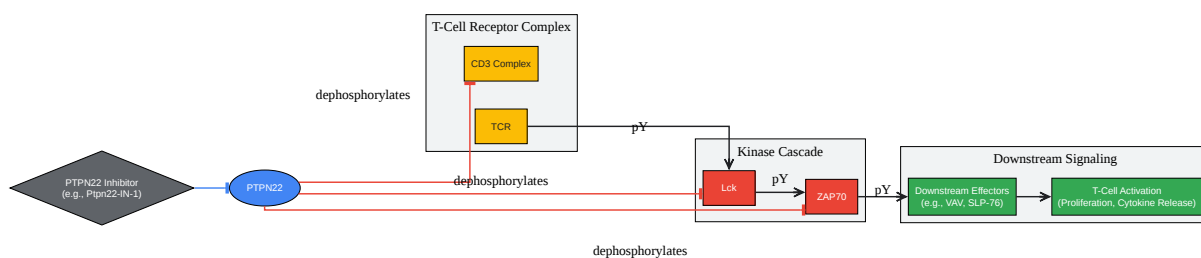 T-Cell Receptor Complex
CD3 Complex
dephosphorylates
TCR
pY
Kinase Cascade
Downstream Signaling
PTPN22 Inhibitor
(e.g., Ptpn22-IN-1)
PTPN22
dephosphorylates
Lck
pY
ZAP70
pY
Downstream Effectors
(e.g., VAV, SLP-76)
T-Cell Activation
(Proliferation, Cytokine Release)
dephosphorylates